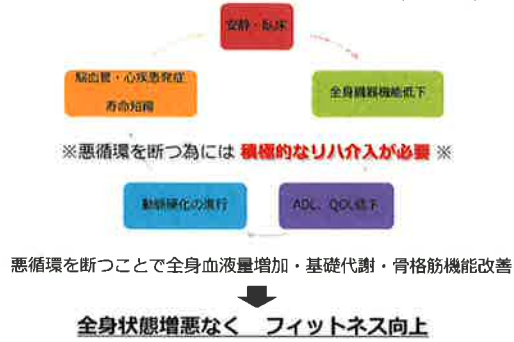 安静・臥床
脳血管・心疾患発症
寿命短縮
全身臓器機能低下
※悪循環を断つ為には 積極的なリハ介入が必要 ※
動脈硬化の進行
ADL、QOL低下
悪循環を断つことで全身血液量増加・基礎代謝・骨格筋機能改善
全身状態増悪なく　フィットネス向上